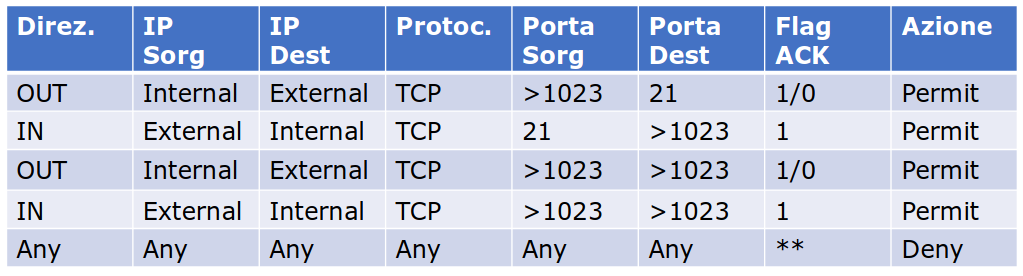 Direz. IP Sorg IP Dest Protoc. Porta Sorg Porta Dest Flag ACK Azione
OUT Internal External TCP >1023 21 1/0 Permit
IN External Internal TCP 21 >1023 1 Permit
OUT Internal External TCP >1023 >1023 1/0 Permit
IN External Internal TCP >1023 >1023 1 Permit
Any Any Any Any Any Any ** Deny